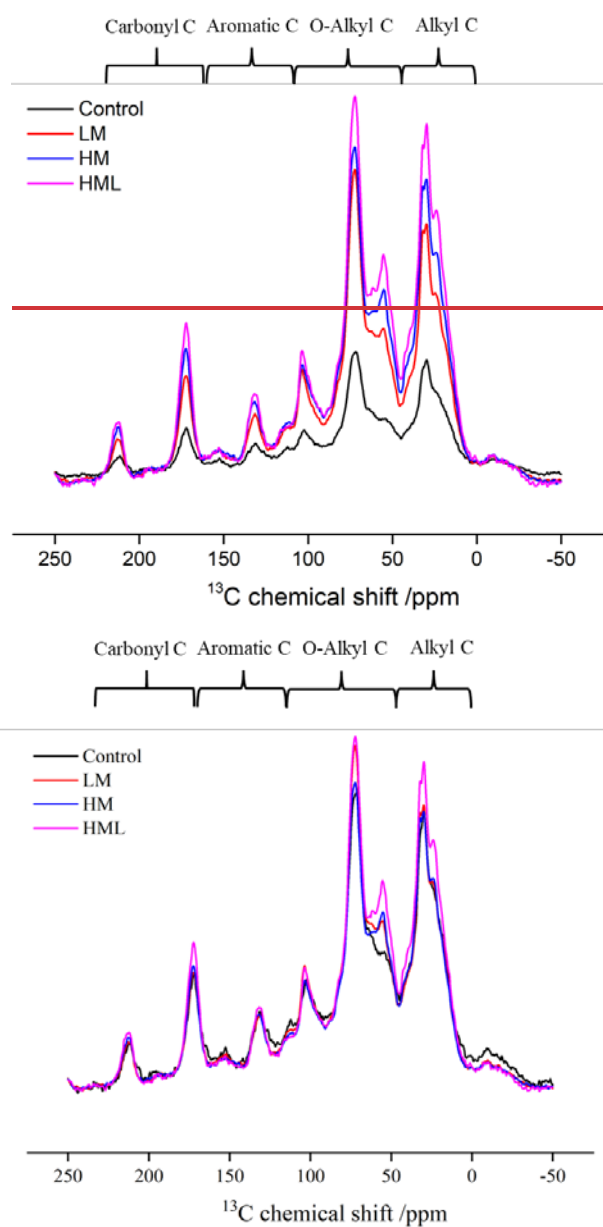 Carbonyl C Aromatic C O-Alkyl C Alkyl C
Control
LM
HM
HML
250 200 150 100 50 0 -50
¹³C chemical shift /ppm
Carbonyl C Aromatic C O-Alkyl C Alkyl C
Control
LM
HM
HML
250 200 150 100 50 0 -50
¹³C chemical shift /ppm